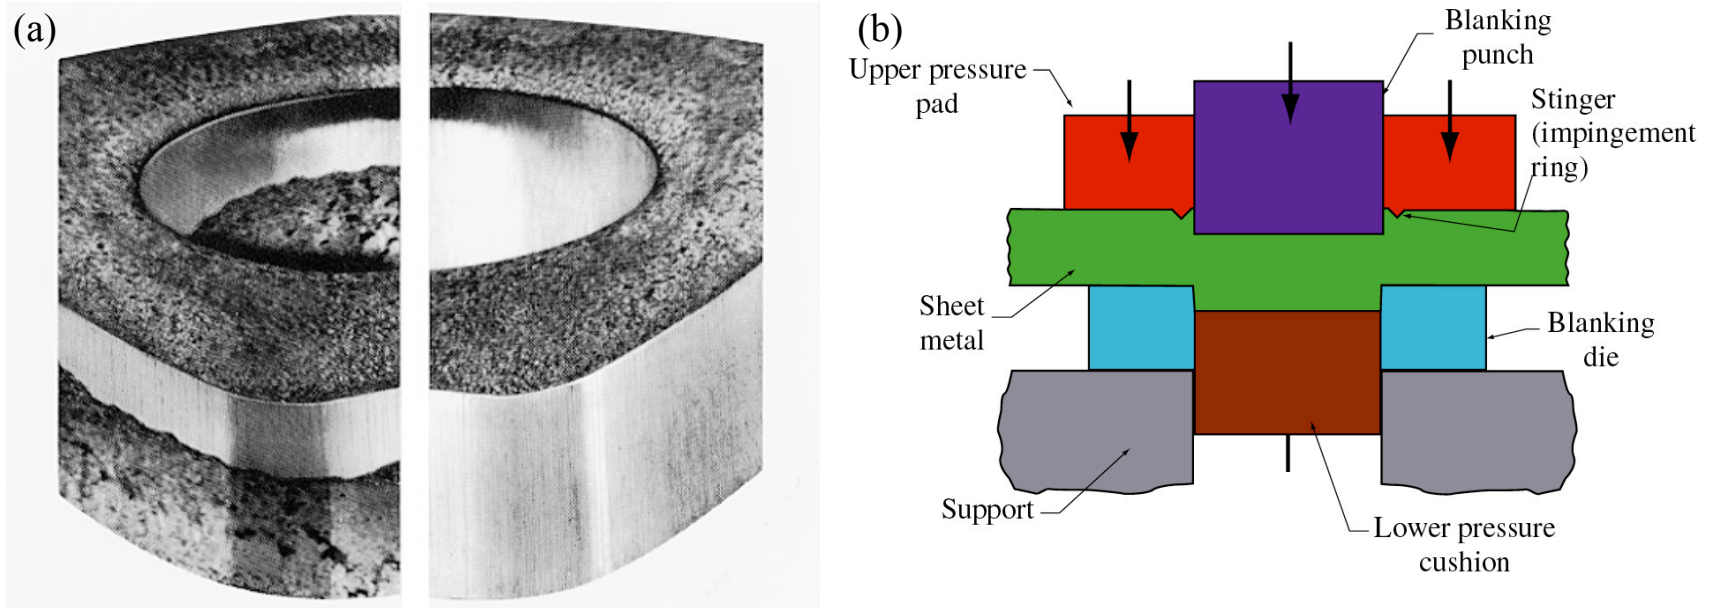 (a)
(b)
Blanking
punch
Upper pressure
pad
Stinger
(impingement
ring)
Sheet
metal
Blanking
die
Support
Lower pressure
cushion